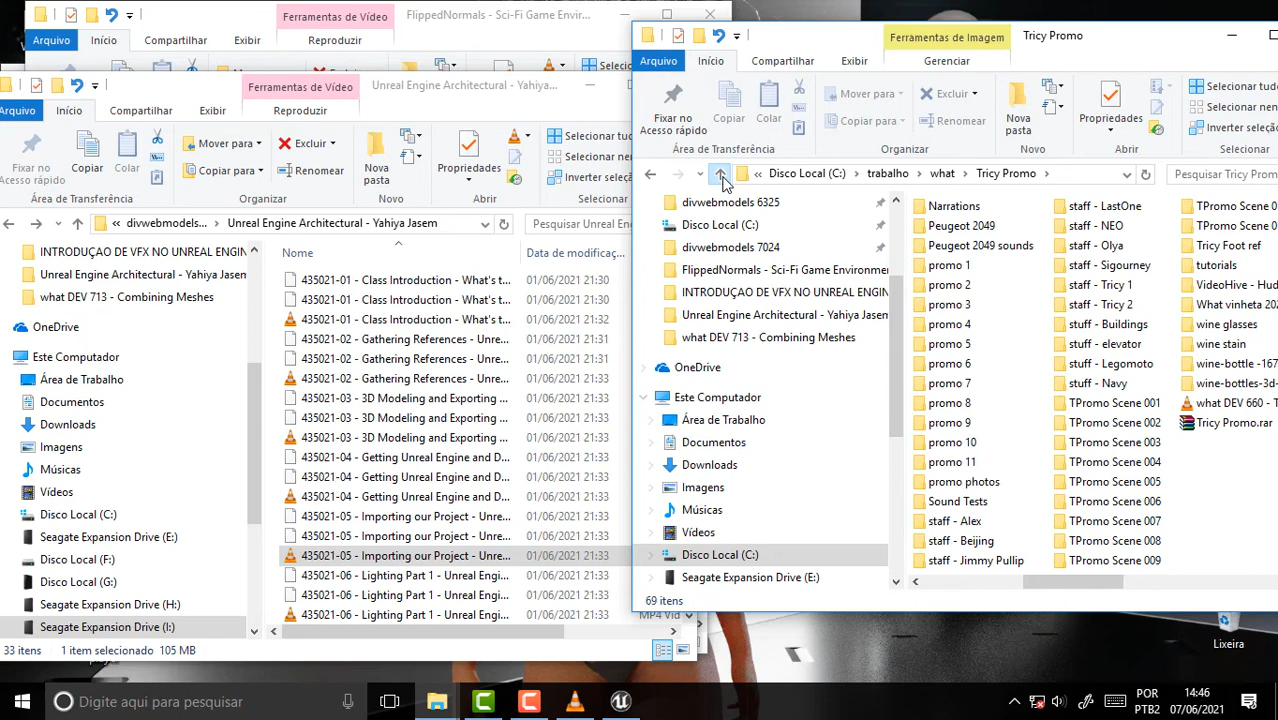 Ferramentas de Vídeo
FlippedNormals - Sci-Fi Game Envir...
Arquivo
Início
Compartilhar
Exibir
Reproduzir
Ferramentas de Vídeo
Unreal Engine Architectural - Yahiya...
Arquivo
Início
Compartilhar
Exibir
Reproduzir
Fixar no
Acesso rápido
Copiar
Colar
Mover para
Copiar para
Excluir
Renomear
Nova
pasta
Propriedades
Selecionar tud
Selecionar nen
Inverter seleçã
Área de Transferência
Organizar
Novo
Abrir
« divwebmodels... › Unreal Engine Architectural - Yahiya Jasem
Pesquisar Unreal E
INTRODUÇAO DE VFX NO UNREAL ENGIN
Unreal Engine Architectural - Yahiya Jasem
what DEV 713 - Combining Meshes
OneDrive
Este Computador
Área de Trabalho
Documentos
Downloads
Imagens
Músicas
Vídeos
Disco Local (C:)
Seagate Expansion Drive (E:)
Disco Local (F:)
Disco Local (G:)
Seagate Expansion Drive (H:)
Seagate Expansion Drive (I:)
Nome
Data de modificaç...
435021-01 - Class Introduction - What's t... 01/06/2021 21:30
435021-01 - Class Introduction - What's t... 01/06/2021 21:30
435021-01 - Class Introduction - What's t... 01/06/2021 21:32
435021-02 - Gathering References - Unre... 01/06/2021 21:31
435021-02 - Gathering References - Unre... 01/06/2021 21:31
435021-02 - Gathering References - Unre... 01/06/2021 21:33
435021-03 - 3D Modeling and Exporting ... 01/06/2021 21:33
435021-03 - 3D Modeling and Exporting ... 01/06/2021 21:33
435021-03 - 3D Modeling and Exporting ... 01/06/2021 21:33
435021-04 - Getting Unreal Engine and D... 01/06/2021 21:33
435021-04 - Getting Unreal Engine and D... 01/06/2021 21:33
435021-04 - Getting Unreal Engine and D... 01/06/2021 21:33
435021-05 - Importing our Project - Unre... 01/06/2021 21:33
435021-05 - Importing our Project - Unre... 01/06/2021 21:33
435021-05 - Importing our Project - Unre... 01/06/2021 21:33
435021-06 - Lighting Part 1 - Unreal Engi... 01/06/2021 21:33
435021-06 - Lighting Part 1 - Unreal Engi... 01/06/2021 21:33
435021-06 - Lighting Part 1 - Unreal Engi... 01/06/2021 21:33 MP4 Vid
33 itens 1 item selecionado 105 MB
Ferramentas de Imagem
Tricy Promo
Arquivo
Início
Compartilhar
Exibir
Gerenciar
Fixar no
Acesso rápido
Copiar
Colar
Mover para
Copiar para
Excluir
Renomear
Nova
pasta
Propriedades
Selecionar tudo
Selecionar nenh
Inverter seleção
Área de Transferência
Organizar
Novo
Abrir
« Disco Local (C:) › trabalho › what › Tricy Promo ›
Pesquisar Tricy Pr
divwebmodels 6325
Disco Local (C:)
divwebmodels 7024
FlippedNormals - Sci-Fi Game Environme
INTRODUÇAO DE VFX NO UNREAL ENGIN
Unreal Engine Architectural - Yahiya Jasem
what DEV 713 - Combining Meshes
OneDrive
Este Computador
Área de Trabalho
Documentos
Downloads
Imagens
Músicas
Vídeos
Disco Local (C:)
Seagate Expansion Drive (E:)
Narrations
Peugeot 2049
Peugeot 2049 sounds
promo 1
promo 2
promo 3
promo 4
promo 5
promo 6
promo 7
promo 8
promo 9
promo 10
promo 11
promo photos
Sound Tests
staff - Alex
staff - Beijing
staff - Jimmy Pullip
staff - LastOne
staff - NEO
staff - Olya
staff - Sigourney
staff - Tricy 1
staff - Tricy 2
stuff - Buildings
stuff - elevator
stuff - Legomoto
stuff - Navy
TPromo Scene 001
TPromo Scene 002
TPromo Scene 003
TPromo Scene 004
TPromo Scene 005
TPromo Scene 006
TPromo Scene 007
TPromo Scene 008
TPromo Scene 009
TPromo Scene 0
Tricy Foot ref
tutorials
VideoHive - Hud
What vinheta 20
wine glasses
wine stain
wine-bottle -167
wine-bottles-3d-
what DEV 660 - T
Tricy Promo.rar
69 itens
Lixeira
Digite aqui para pesquisar
POR
PTB2
14:46
07/06/2021